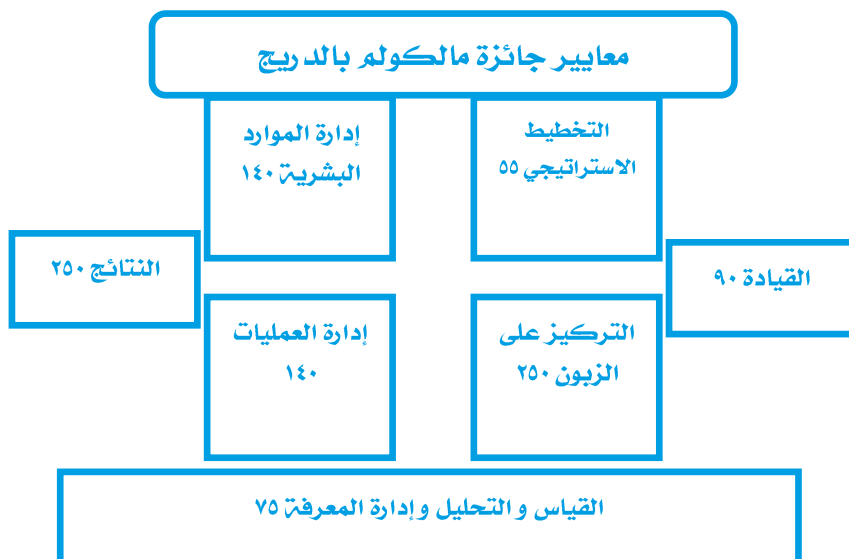 معايير جائزة مالكولم بالدريج
التخطيط
الاستراتيجي ٥٥
إدارة الموارد
البشرية ١٤٠
القيادة ٩٠
النتائج ٢٥٠
التركيز على
الزبون ٢٥٠
إدارة العمليات
١٤٠
القياس و التحليل وإدارة المعرفة ٧٥